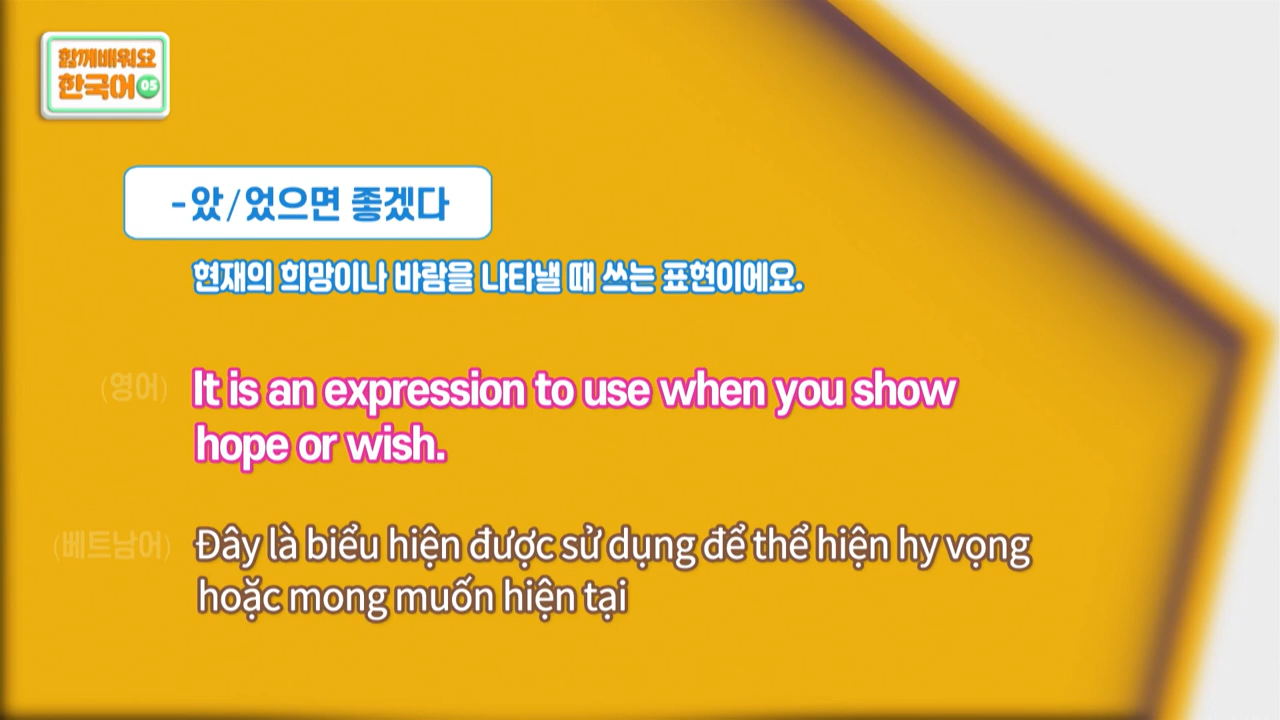 함께배워요
한국어 05
-았/었으면 좋겠다
현재의 희망이나 바람을 나타낼 때 쓰는 표현이에요.
(영어) It is an expression to use when you show
hope or wish.
(베트남어) Đây là biểu hiện được sử dụng để thể hiện hy vọng
hoặc mong muốn hiện tại